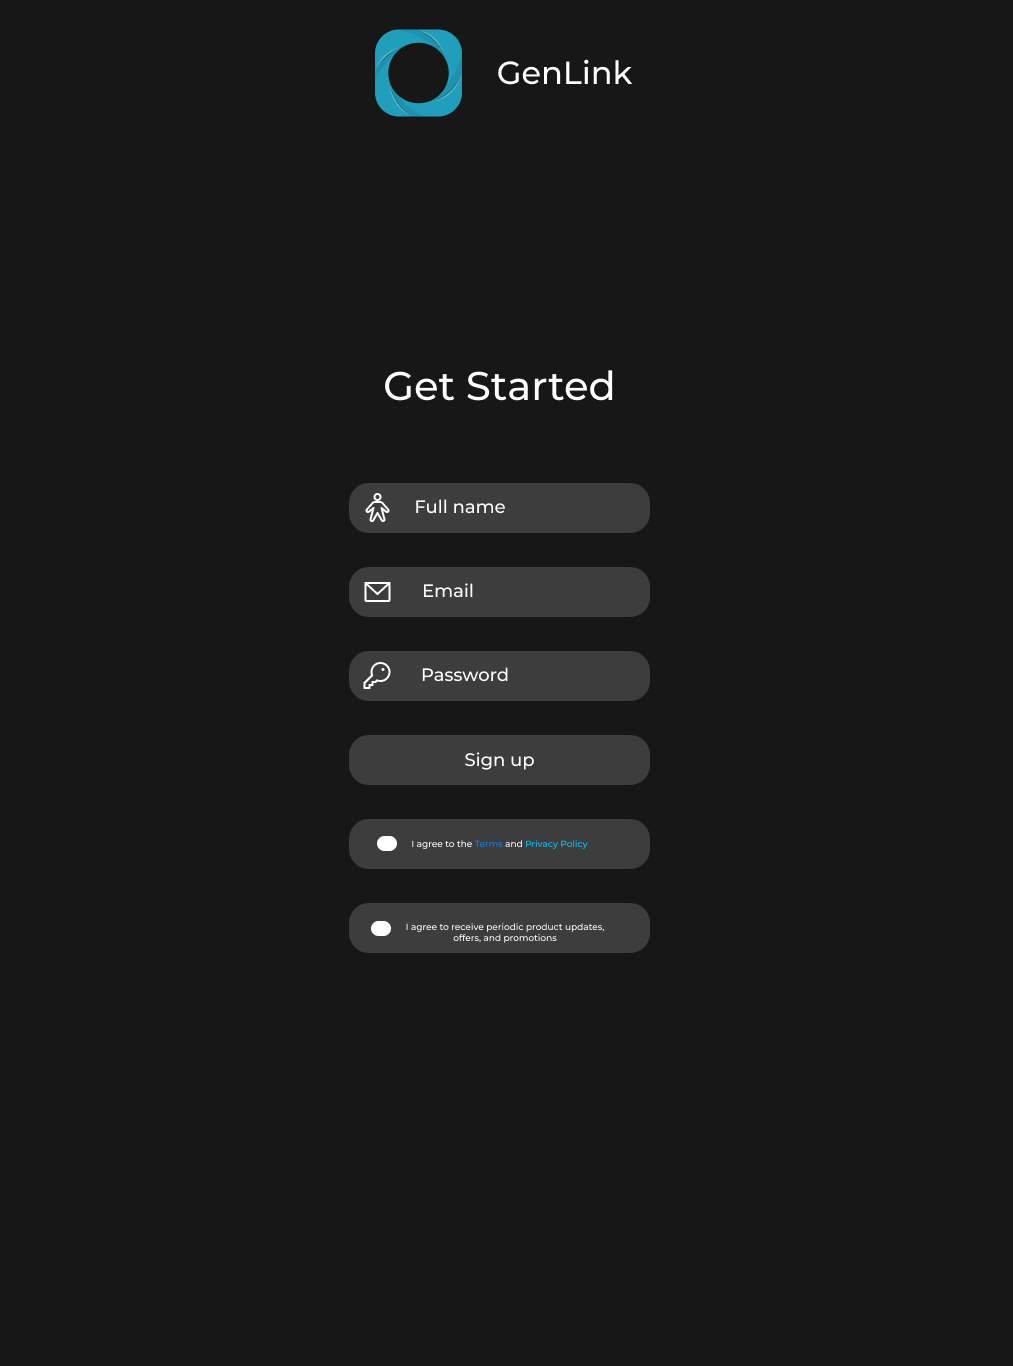 GenLink
Get Started
Full name
Email
Password
Sign up
I agree to the Terms and Privacy Policy
I agree to receive periodic product updates,
offers, and promotions